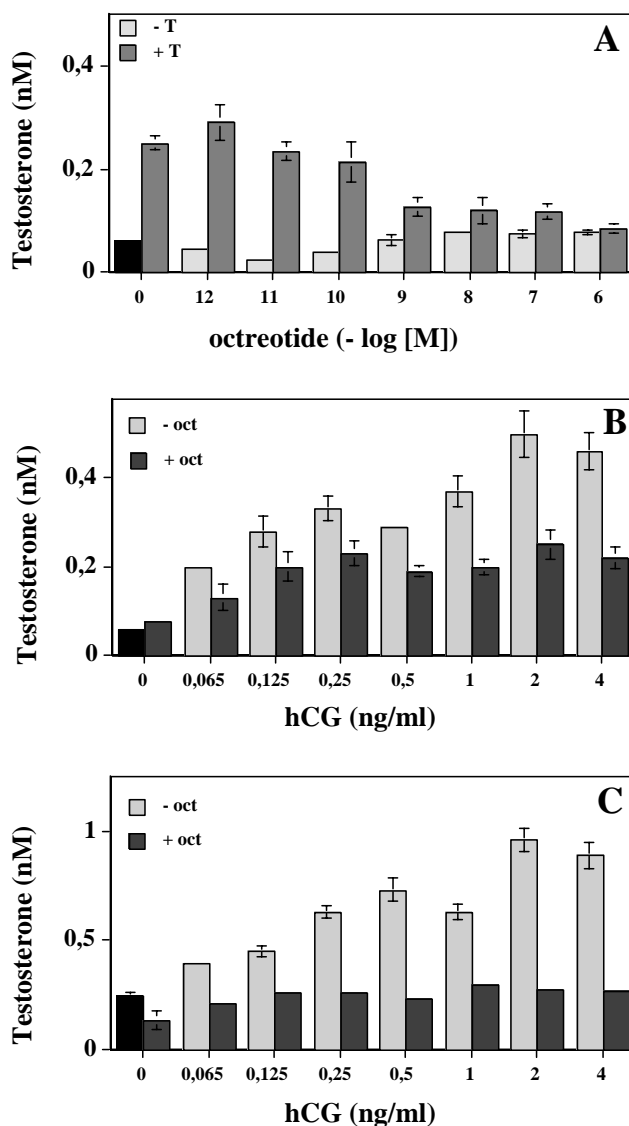 - T
+ T
A
0,4
0,2
0
Testosterone (nM)
0 12 11 10 9 8 7 6
octreotide (- log [M])
- oct
+ oct
B
0,4
0,2
0
Testosterone (nM)
0 0,065 0,125 0,25 0,5 1 2 4
hCG (ng/ml)
- oct
+ oct
C
1
0,5
0
Testosterone (nM)
0 0,065 0,125 0,25 0,5 1 2 4
hCG (ng/ml)